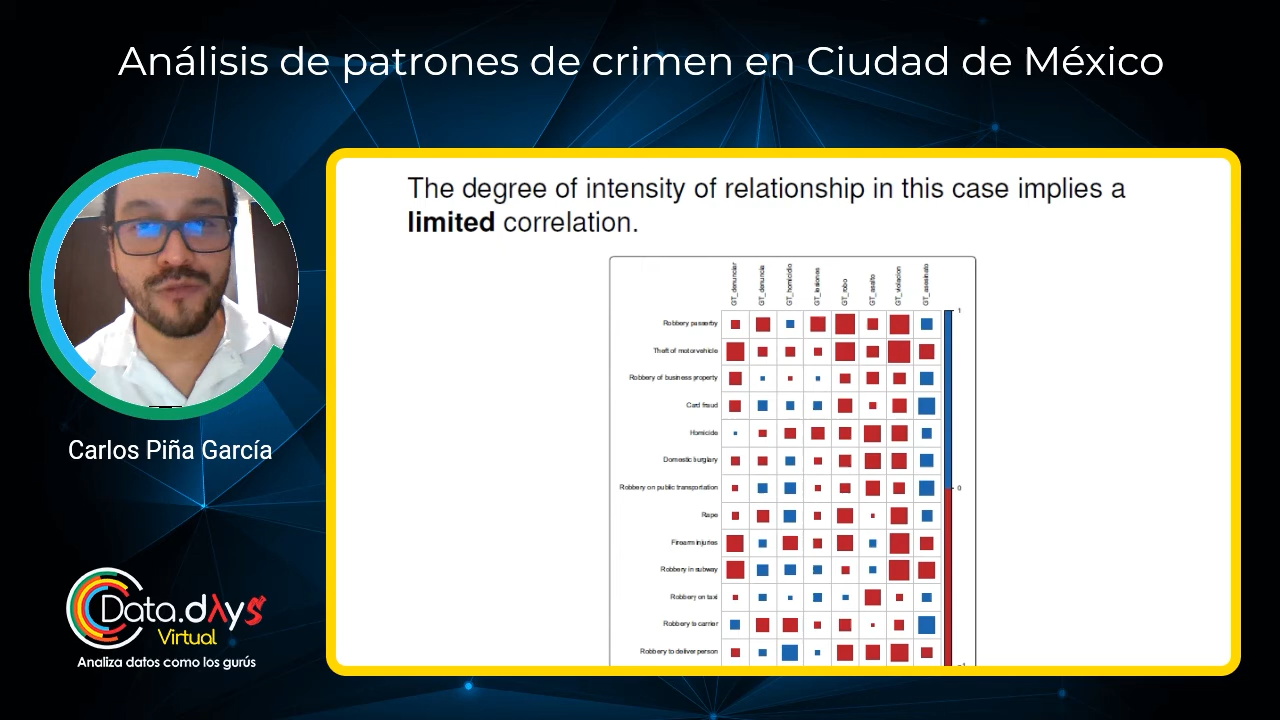 Análisis de patrones de crimen en Ciudad de México
The degree of intensity of relationship in this case implies a
limited correlation.
GT_denunciar
GT_denuncia
GT_homicidio
GT_lesiones
GT_robo
GT_asalto
GT_violacion
GT_asesinato
Robbery passerby
Theft of motorvehicle
Robbery of business property
Card fraud
Homicide
Domestic burglary
Robbery on public transportation
Rape
Firearm injuries
Robbery in subway
Robbery on taxi
Robbery to carrier
Robbery to deliver person
1
0
-1
Carlos Piña García
Data.dAys
Virtual
Analiza datos como los gurús